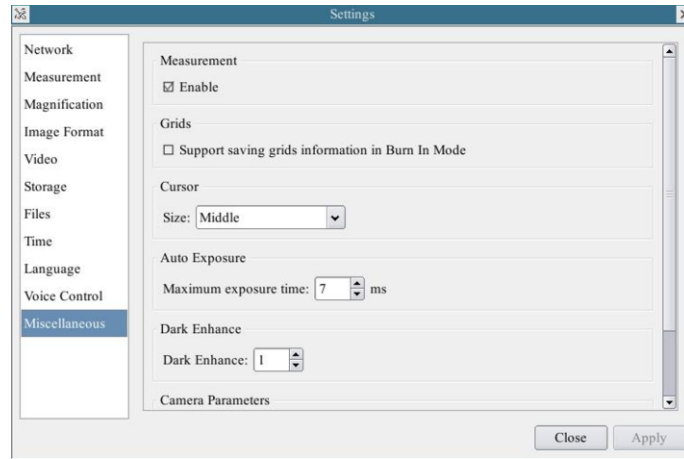 Settings
Network
Measurement
Magnification
Image Format
Video
Storage
Files
Time
Language
Voice Control
Miscellaneous
Measurement
Enable
Grids
Support saving grids information in Burn In Mode
Cursor
Size: Middle
Auto Exposure
Maximum exposure time: 7 ms
Dark Enhance
Dark Enhance: 1
Camera Parameters
Close Apply